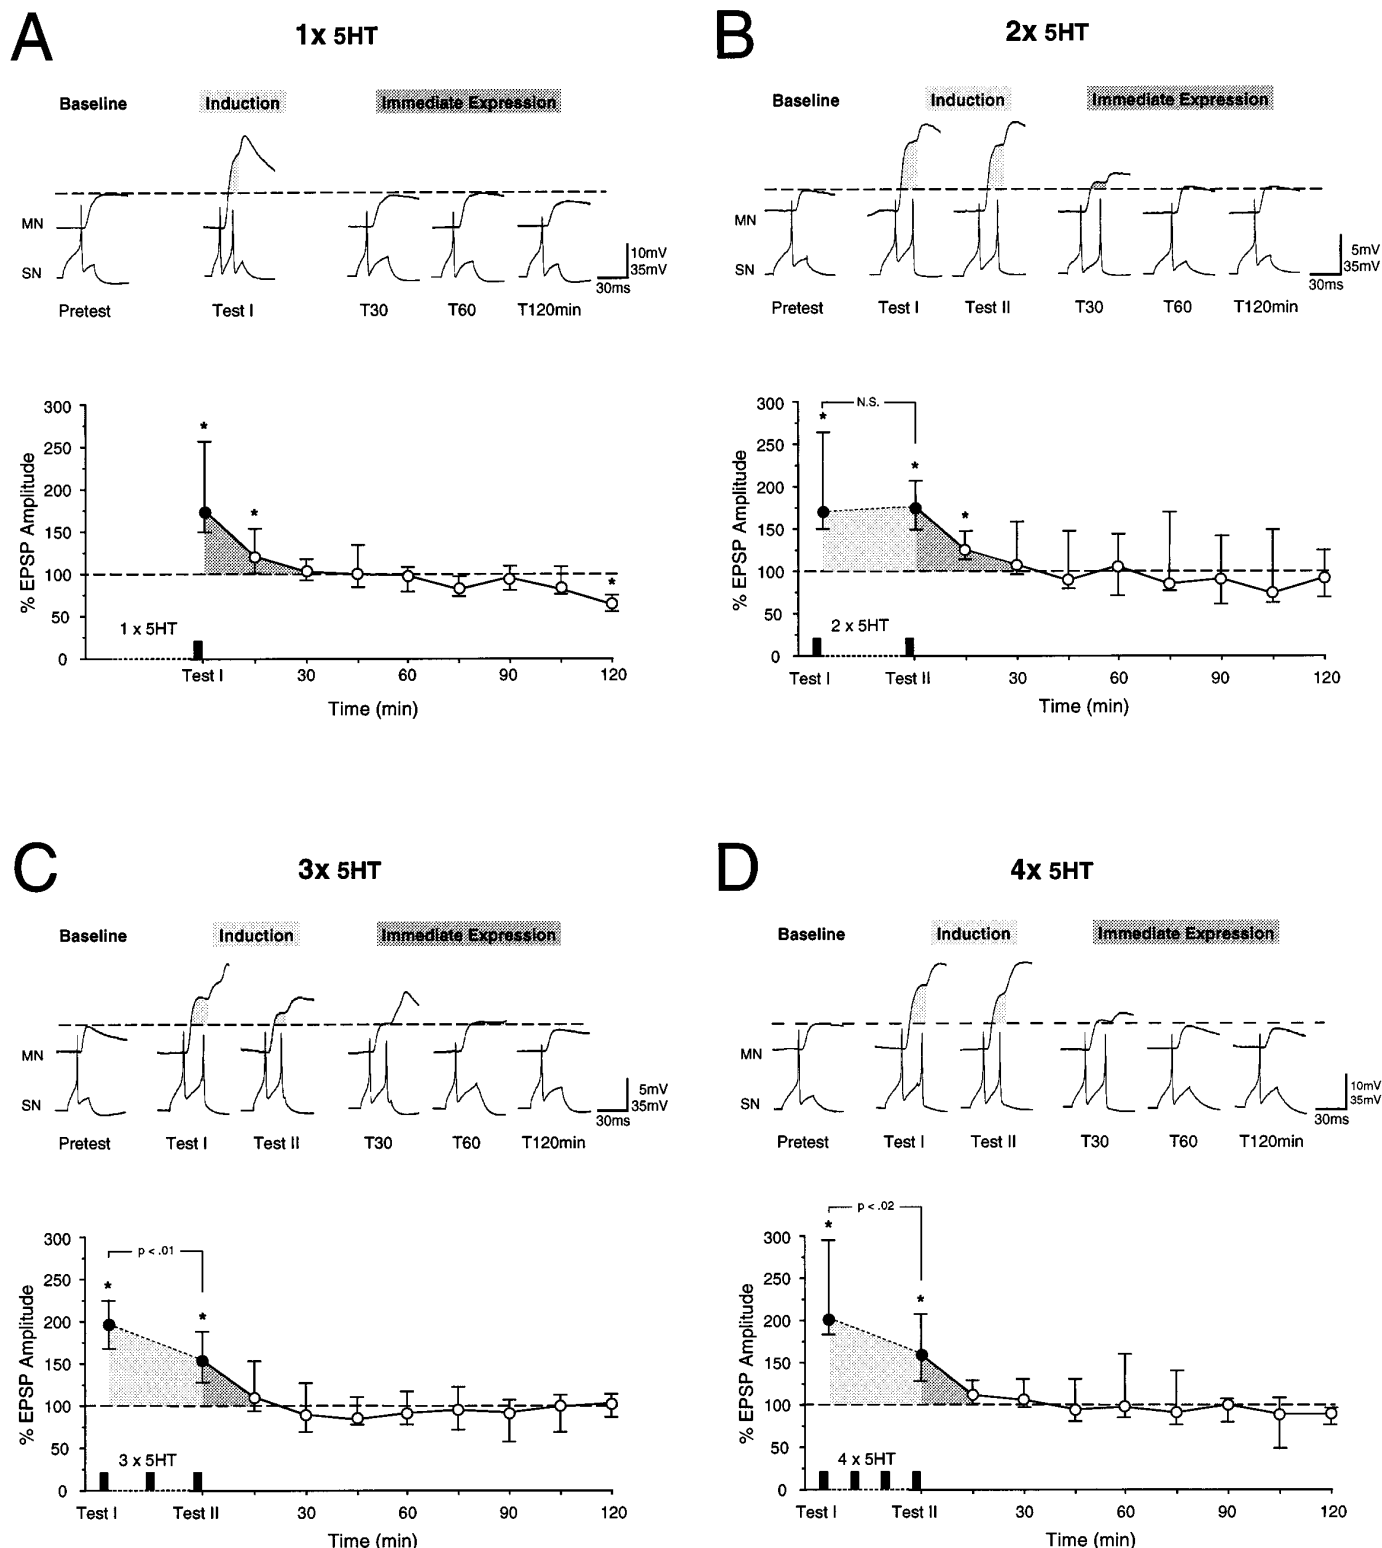 A
1x 5HT
Baseline
Induction
Immediate Expression
MN
SN
10mV
35mV
30ms
Pretest
Test I
T30
T60
T120min
% EPSP Amplitude
300
250
200
150
100
50
0
*
*
*
1 x 5HT
Test I
30
60
90
120
Time (min)
B
2x 5HT
Baseline
Induction
Immediate Expression
MN
SN
5mV
35mV
30ms
Pretest
Test I
Test II
T30
T60
T120min
% EPSP Amplitude
300
250
200
150
100
50
0
N.S.
*
*
*
2 x 5HT
Test I
Test II
30
60
90
120
Time (min)
C
3x 5HT
Baseline
Induction
Immediate Expression
MN
SN
5mV
35mV
30ms
Pretest
Test I
Test II
T30
T60
T120min
% EPSP Amplitude
300
250
200
150
100
50
0
p < .01
*
*
3 x 5HT
Test I
Test II
30
60
90
120
Time (min)
D
4x 5HT
Baseline
Induction
Immediate Expression
MN
SN
10mV
35mV
30ms
Pretest
Test I
Test II
T30
T60
T120min
% EPSP Amplitude
300
250
200
150
100
50
0
p < .02
*
*
4 x 5HT
Test I
Test II
30
60
90
120
Time (min)